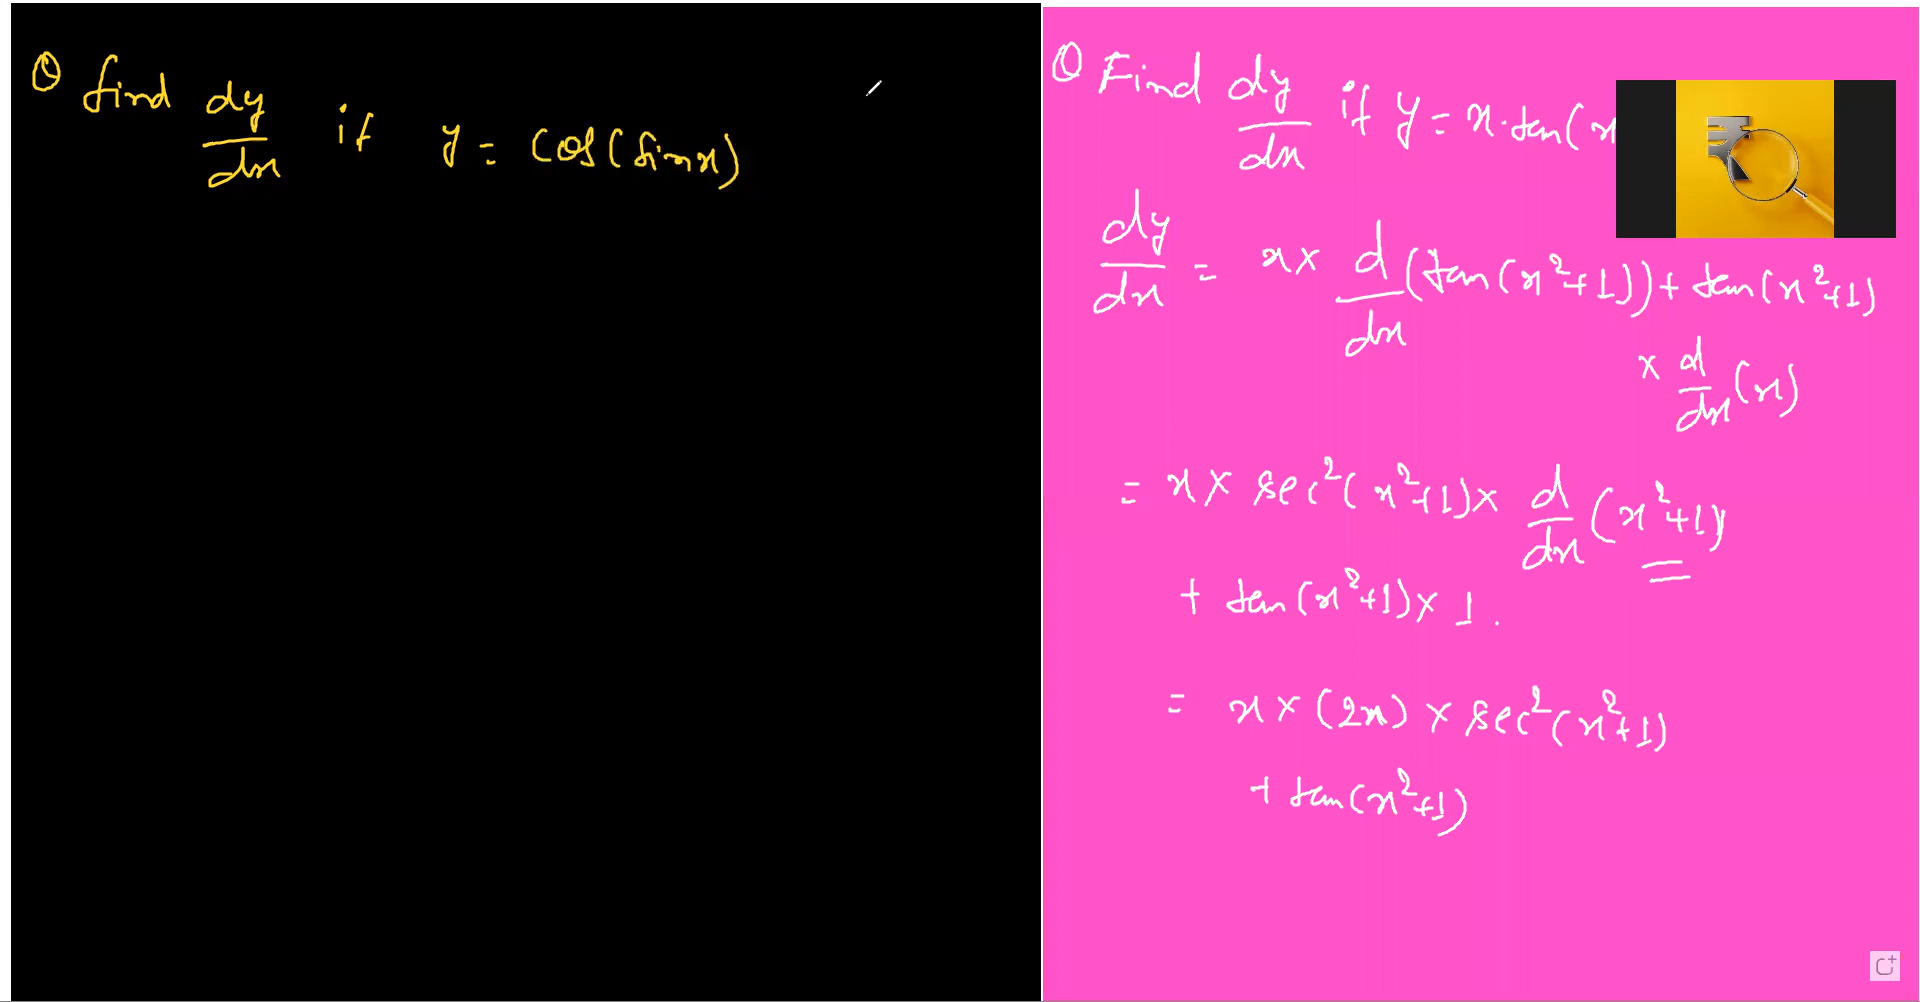 Q find dy/dx if y = cos(sinx)
Q Find dy/dx if y = x.tan(x
dy/dx = x × d/dx (tan(x²+1)) + tan(x²+1)
× d/dx (x)
= x × sec²(x²+1) × d/dx (x²+1)
+ tan(x²+1) × 1.
= x × (2x) × sec²(x²+1)
+ tan(x²+1)